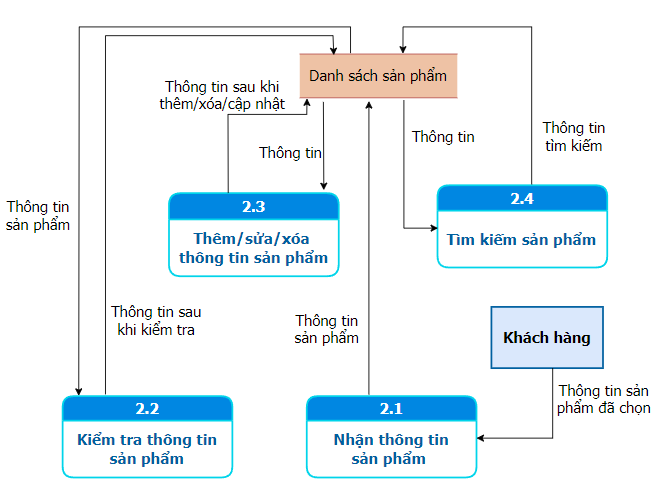 Danh sách sản phẩm
Thông tin sau khi
thêm/xóa/cập nhật
Thông tin
Thông tin
Thông tin
tìm kiếm
Thông tin
sản phẩm
2.3
Thêm/sửa/xóa
thông tin sản phẩm
2.4
Tìm kiếm sản phẩm
Thông tin sau
khi kiểm tra
Thông tin
sản phẩm
Khách hàng
Thông tin sản
phẩm đã chọn
2.2
Kiểm tra thông tin
sản phẩm
2.1
Nhận thông tin
sản phẩm